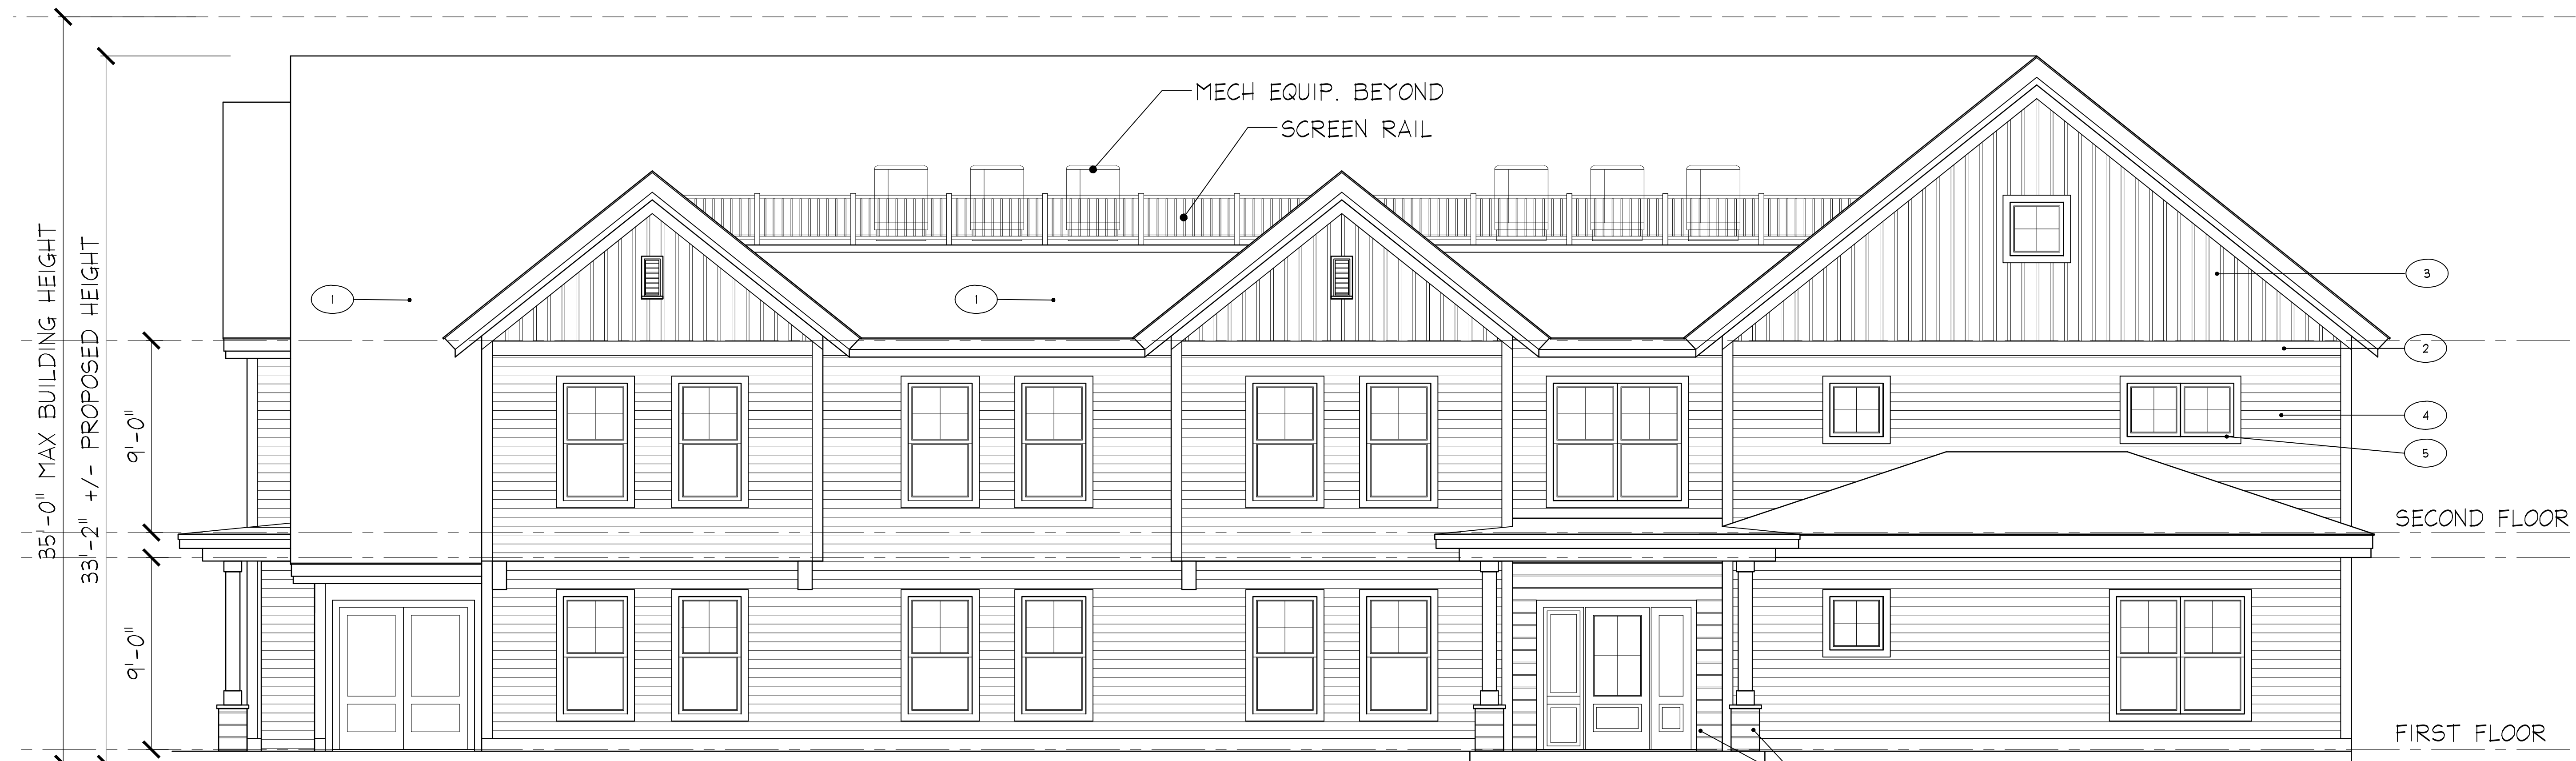 MECH EQUIP. BEYOND
SCREEN RAIL
35'-0" MAX BUILDING HEIGHT
33'-2" +/- PROPOSED HEIGHT
9'-0"
9'-0"
1
1
3
2
4
5
SECOND FLOOR
FIRST FLOOR